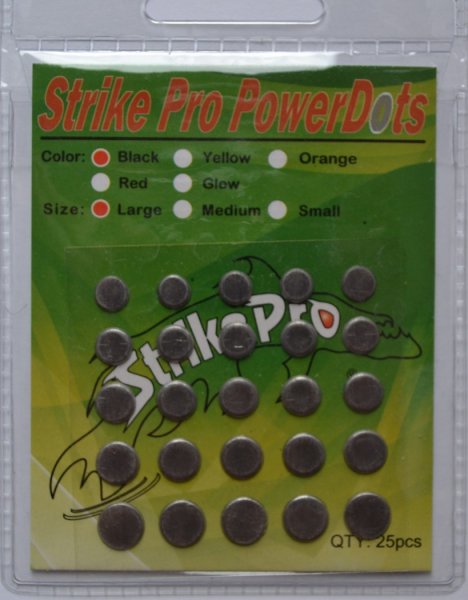 Strike Pro PowerDots
Color: Black Yellow Orange
Red Glow
Size: Large Medium Small
StrikePro
QTY: 25pcs